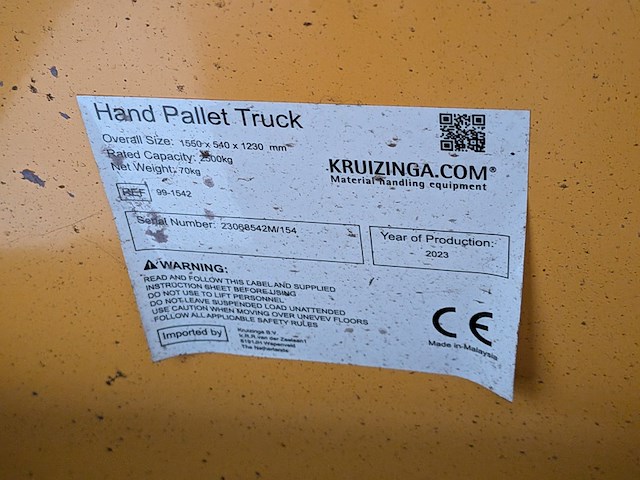 Hand Pallet Truck
Overall Size: 1550 x 540 x 1230 mm
Rated Capacity: 2500kg
Net Weight: 70kg
REF 99-1542
KRUIZINGA.COM®
Material handling equipment
Serial Number: 23068542M/154
Year of Production:
2023
WARNING:
READ AND FOLLOW THIS LABEL AND SUPPLIED
INSTRUCTION SHEET BEFORE USING
DO NOT USE TO LIFT PERSONNEL
DO NOT LEAVE SUSPENDED LOAD UNATTENDED
USE CAUTION WHEN MOVING OVER UNEVEV FLOORS
FOLLOW ALL APPLICABLE SAFETY RULES
Imported by
Kruizinga B.V.
8191JH Wapenveld
The Netherlands
CE
Made in Malaysia